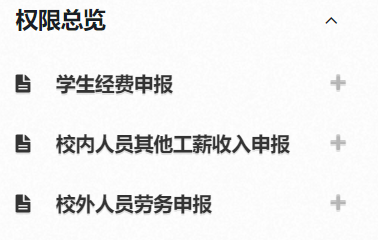 权限总览
学生经费申报
校内人员其他工薪收入申报
校外人员劳务申报